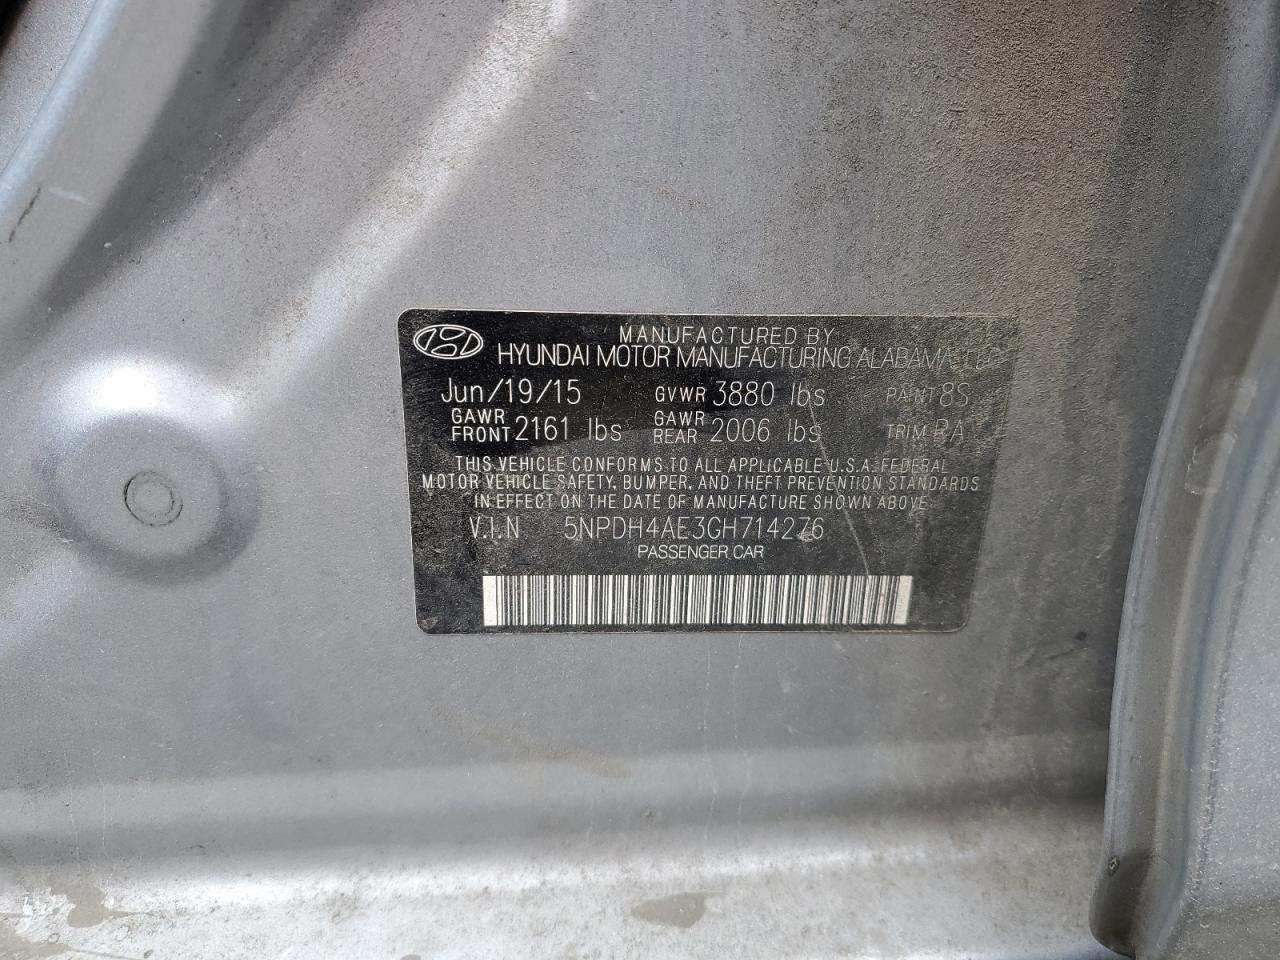 MANUFACTURED BY
HYUNDAI MOTOR MANUFACTURING ALABAMA, LLC
Jun/19/15 GVWR 3880 lbs PAINT 8S
GAWR FRONT 2161 lbs GAWR REAR 2006 lbs TRIM RA
THIS VEHICLE CONFORMS TO ALL APPLICABLE U.S.A. FEDERAL
MOTOR VEHICLE SAFETY, BUMPER, AND THEFT PREVENTION STANDARDS
IN EFFECT ON THE DATE OF MANUFACTURE SHOWN ABOVE
V.I.N 5NPDH4AE3GH714276
PASSENGER CAR